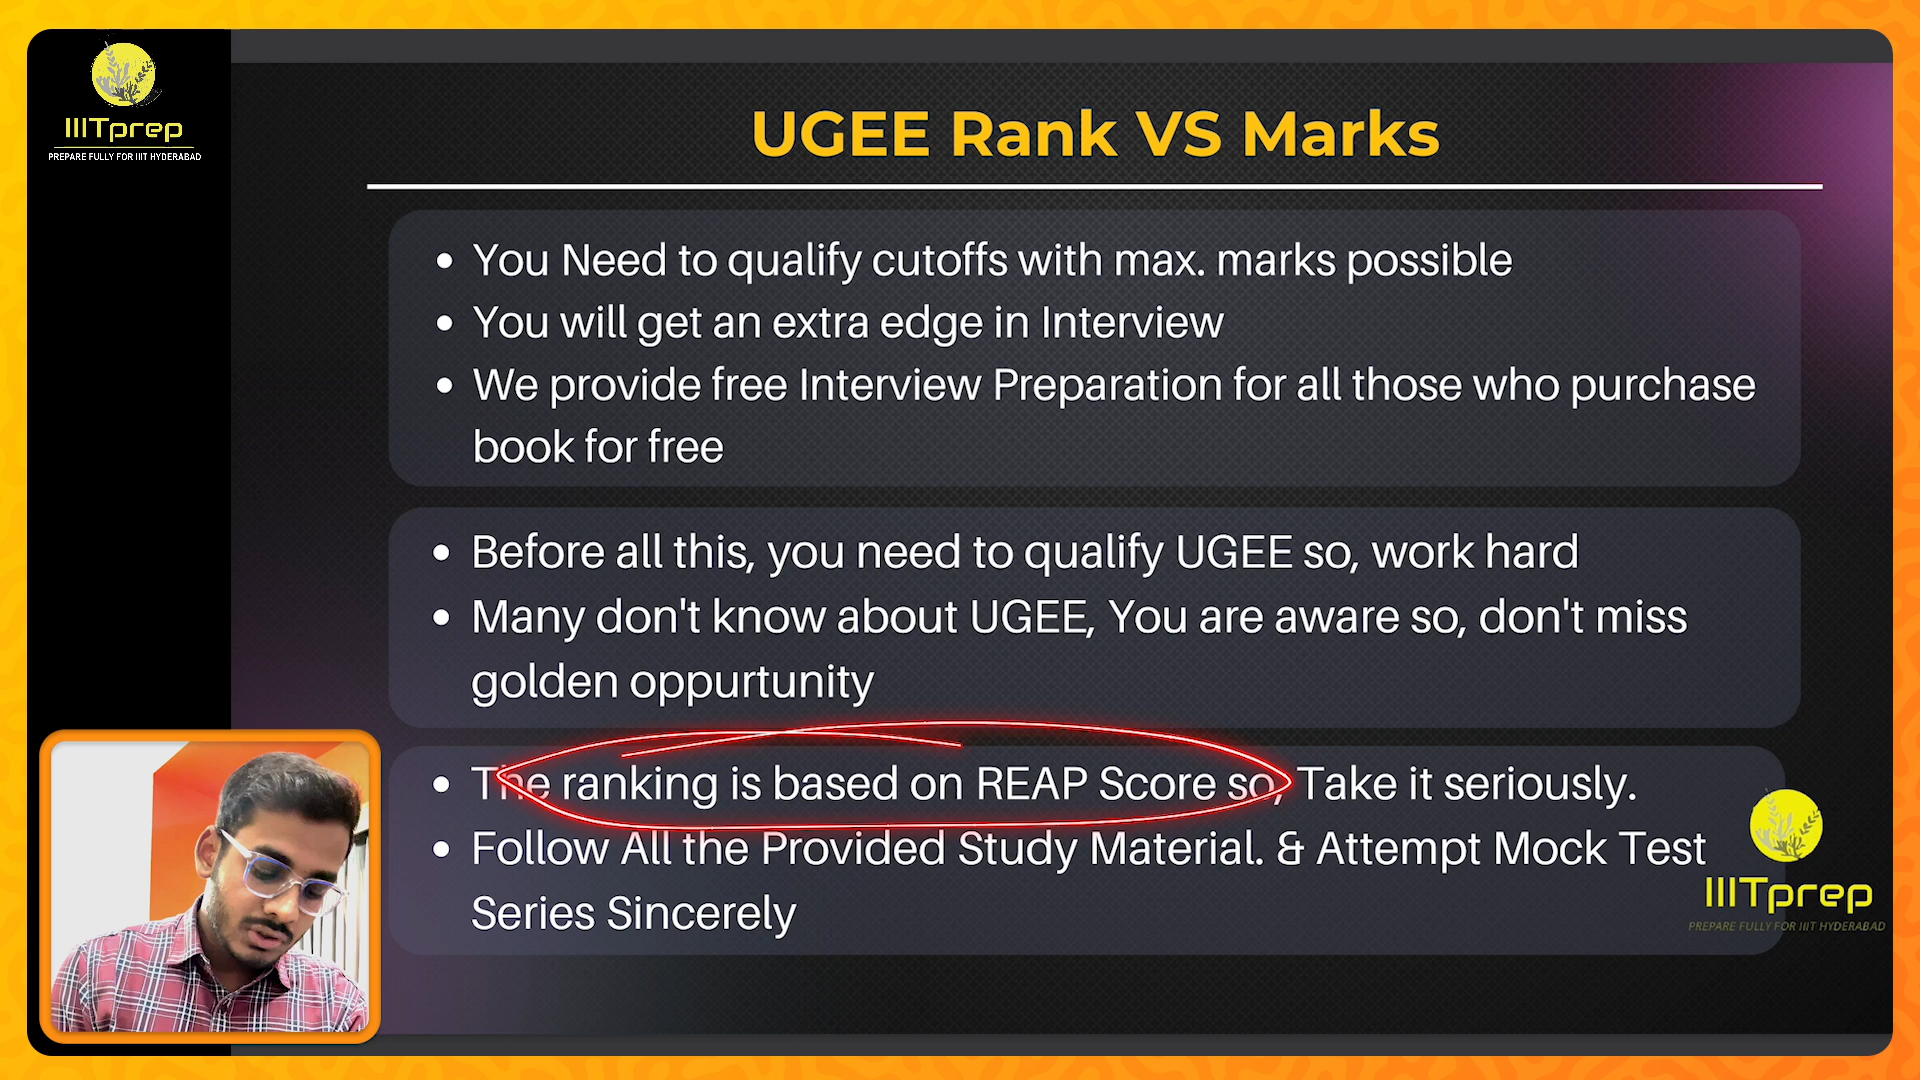 IIITprep
PREPARE FULLY FOR IIIT HYDERABAD
UGEE Rank VS Marks
• You Need to qualify cutoffs with max. marks possible
• You will get an extra edge in Interview
• We provide free Interview Preparation for all those who purchase
book for free
• Before all this, you need to qualify UGEE so, work hard
• Many don't know about UGEE, You are aware so, don't miss
golden oppurtunity
• The ranking is based on REAP Score so, Take it seriously.
• Follow All the Provided Study Material. & Attempt Mock Test
Series Sincerely
IIITprep
PREPARE FULLY FOR IIIT HYDERABAD